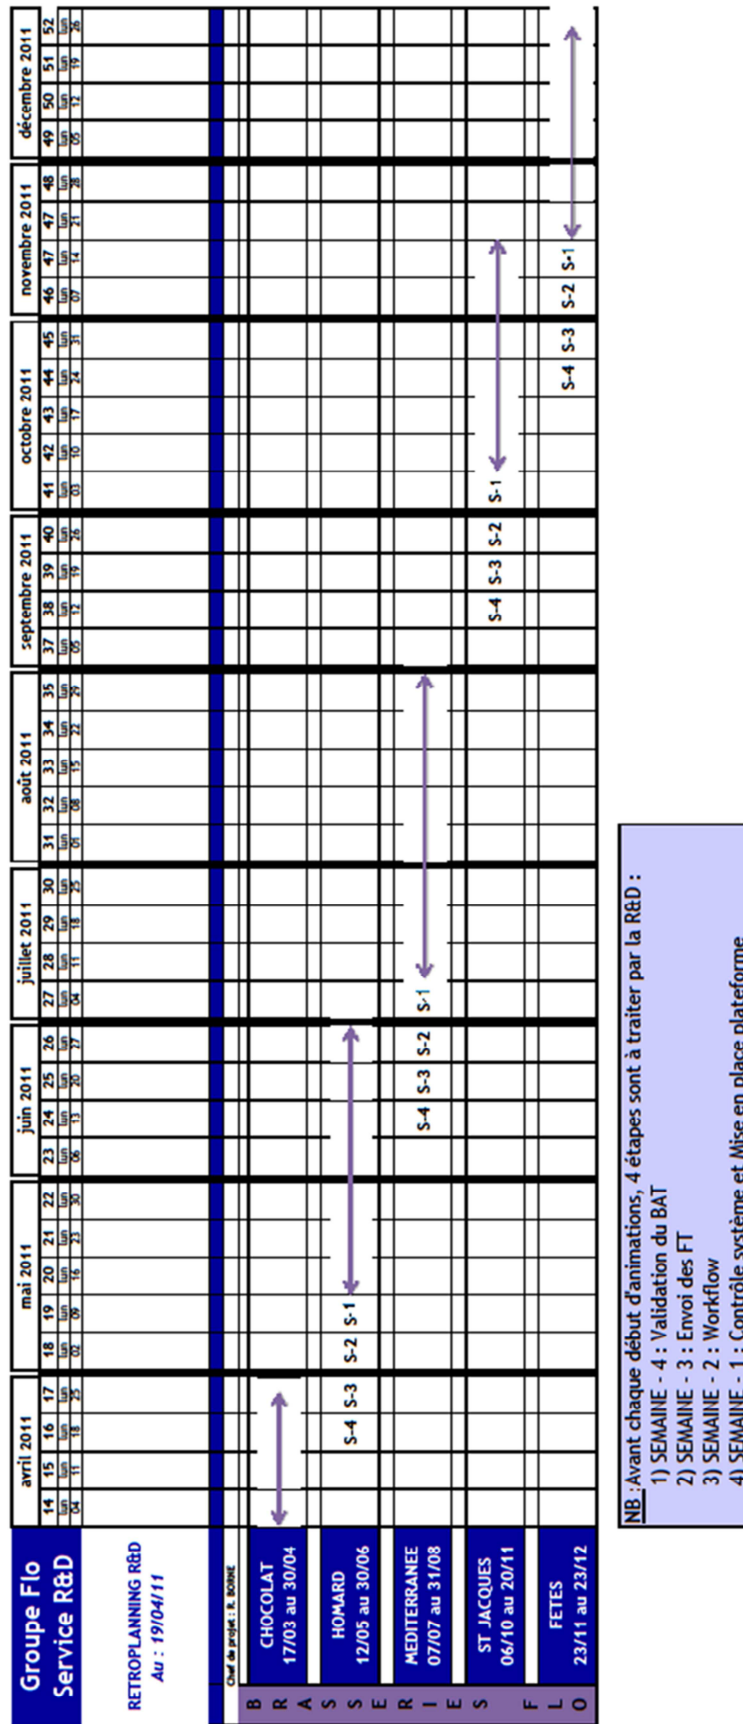 Groupe Flo
Service R&D
avril 2011 mai 2011 juin 2011 juillet 2011 août 2011 septembre 2011 octobre 2011 novembre 2011 décembre 2011
14 15 16 17 18 19 20 21 22 23 24 25 26 27 28 29 30 31 32 33 34 35 37 38 39 40 41 42 43 44 45 46 47 47 48 49 50 51 52
lun lun lun lun lun lun lun lun lun lun lun lun lun lun lun lun lun lun lun lun lun lun lun lun lun lun lun lun lun lun lun lun lun lun lun lun lun lun lun
04 11 18 25 02 09 16 23 30 06 13 20 27 04 11 18 25 01 08 15 22 29 05 12 19 26 03 10 17 24 31 07 14 21 28 05 12 19 26
RETROPLANNING R&D
Au : 19/04/11
Chef de projet : R. BORNE
BRASSERIES FLO
CHOCOLAT
17/03 au 30/04
HOMARD
12/05 au 30/06
S-4 S-3 S-2 S-1
MEDITERRANEE
07/07 au 31/08
S-4 S-3 S-2 S-1
ST JACQUES
06/10 au 20/11
S-4 S-3 S-2 S-1
FETES
23/11 au 23/12
S-4 S-3 S-2 S-1
NB :Avant chaque début d'animations, 4 étapes sont à traiter par la R&D :
1) SEMAINE - 4 : Validation du BAT
2) SEMAINE - 3 : Envoi des FT
3) SEMAINE - 2 : Workflow
4) SEMAINE - 1 : Contrôle système et Mise en place plateforme